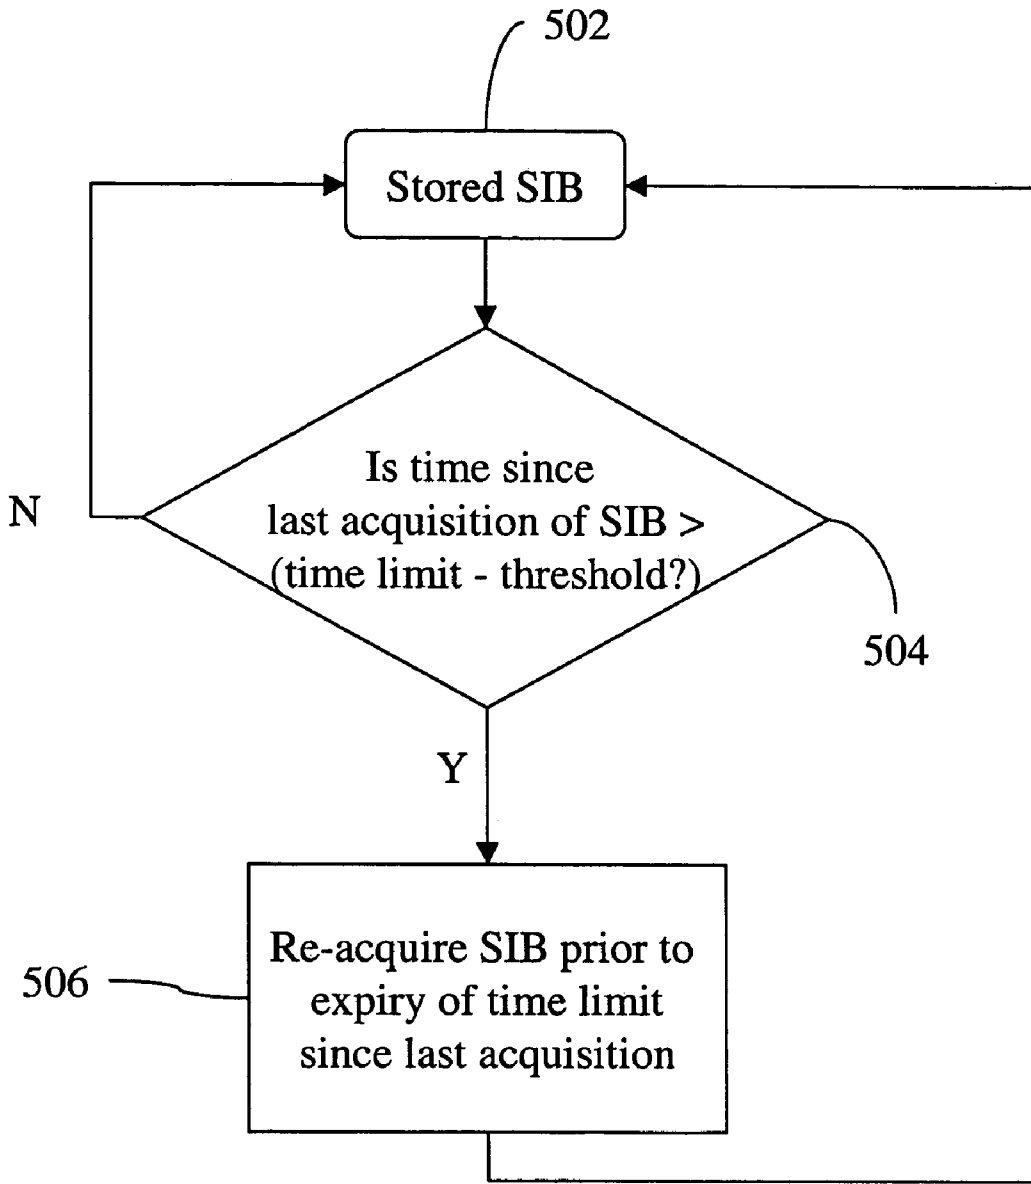 502
Stored SIB
Is time since
last acquisition of SIB >
(time limit - threshold?)
N
504
Y
Re-acquire SIB prior to
expiry of time limit
since last acquisition
506